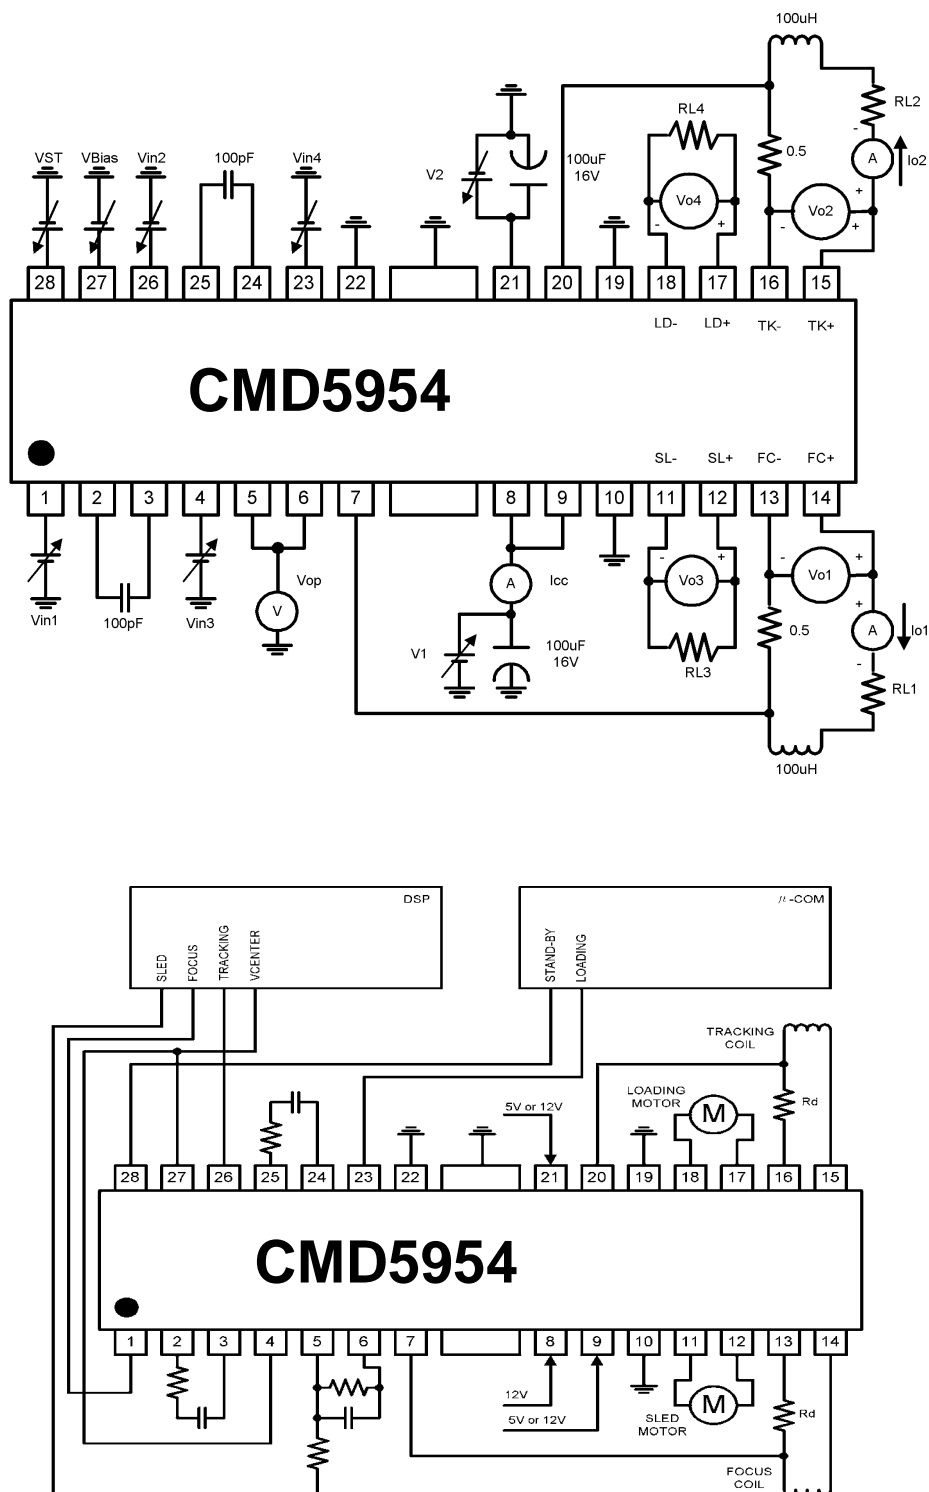 100uH
RL2
RL4
0.5
A
Io2
VST VBias Vin2 100pF Vin4
V2
100uF
16V
Vo4
- +
Vo2
- +
+
-
28 27 26 25 24 23 22 21 20 19 18 17 16 15
LD- LD+ TK- TK+
CMD5954
SL- SL+ FC- FC+
1 2 3 4 5 6 7 8 9 10 11 12 13 14
- +
Vo3
- +
Vo1
+
A
-
Io1
Vin1
100pF
Vin3
Vop
V
A
Icc
V1
100uF
16V
RL3
0.5
RL1
100uH
DSP
SLED
FOCUS
TRACKING
VCENTER
μ-COM
STAND-BY
LOADING
TRACKING
COIL
LOADING
MOTOR
M
Rd
5V or 12V
28 27 26 25 24 23 22 21 20 19 18 17 16 15
CMD5954
1 2 3 4 5 6 7 8 9 10 11 12 13 14
12V
5V or 12V
M
SLED
MOTOR
Rd
FOCUS
COIL